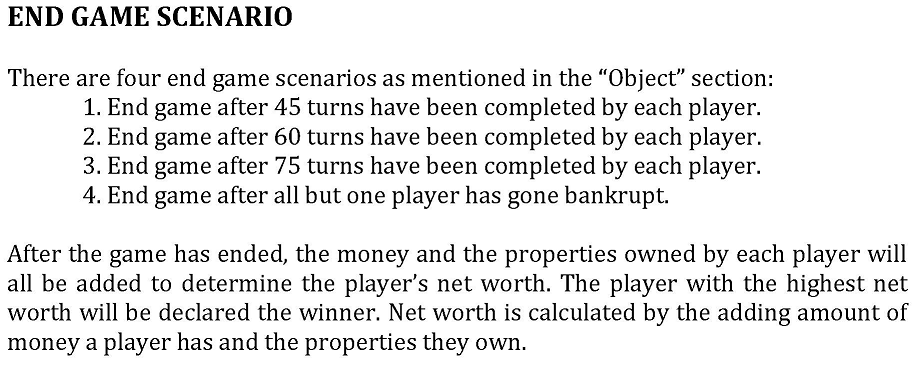 END GAME SCENARIO
There are four end game scenarios as mentioned in the “Object” section:
1. End game after 45 turns have been completed by each player.
2. End game after 60 turns have been completed by each player.
3. End game after 75 turns have been completed by each player.
4. End game after all but one player has gone bankrupt.
After the game has ended, the money and the properties owned by each player will
all be added to determine the player’s net worth. The player with the highest net
worth will be declared the winner. Net worth is calculated by the adding amount of
money a player has and the properties they own.